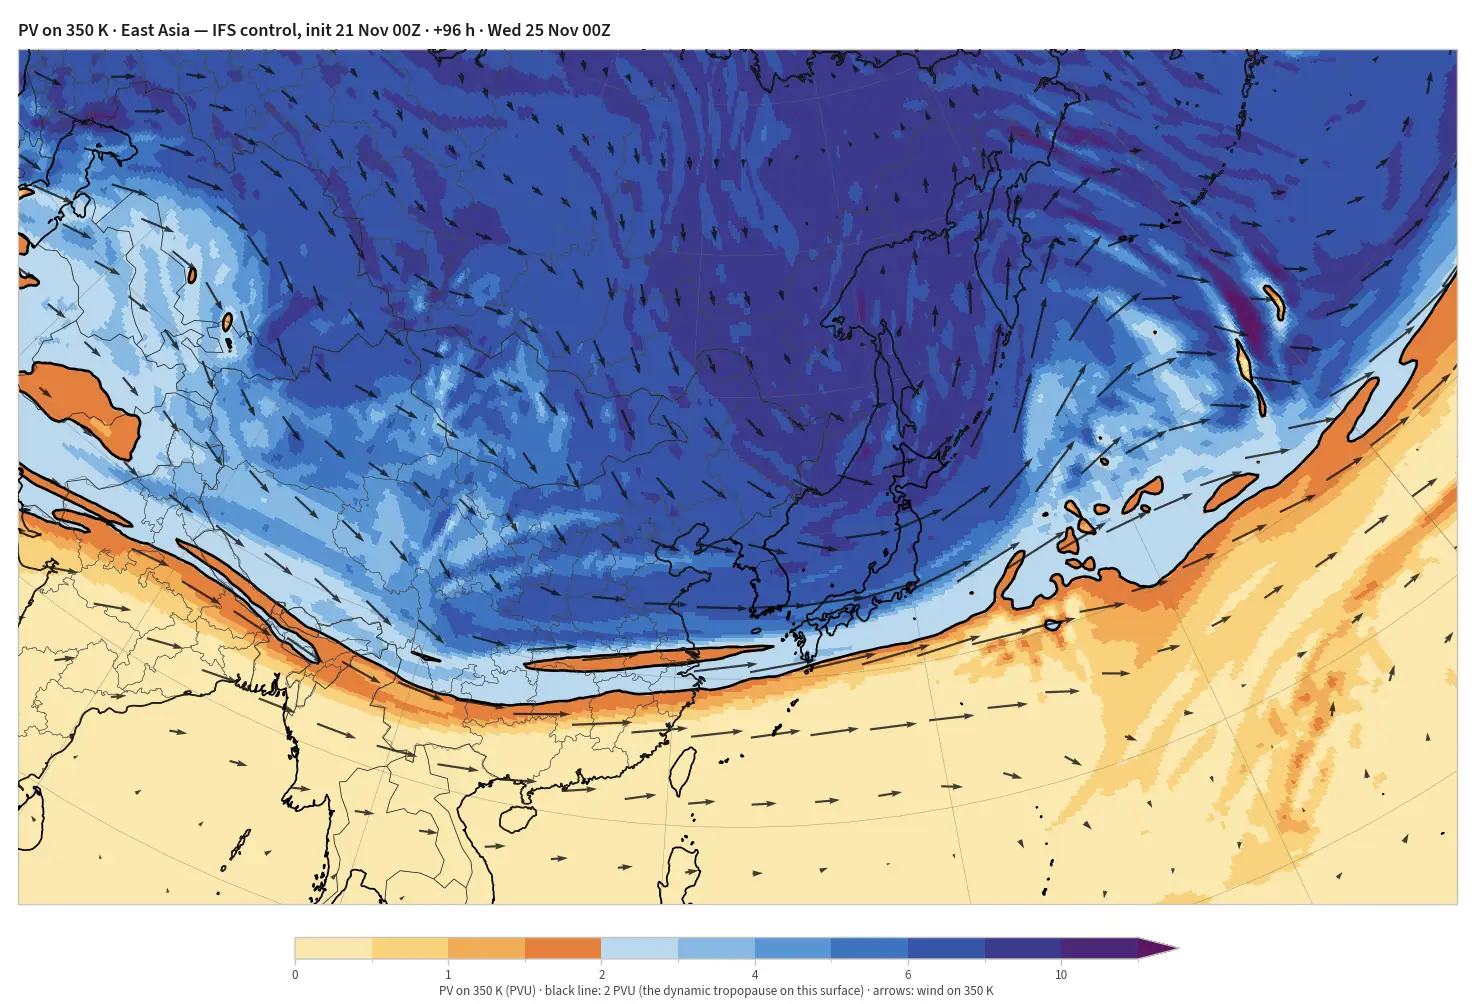 PV on 350 K · East Asia — IFS control, init 21 Nov 00Z · +96 h · Wed 25 Nov 00Z
0 1 2 4 6 10
PV on 350 K (PVU) · black line: 2 PVU (the dynamic tropopause on this surface) · arrows: wind on 350 K